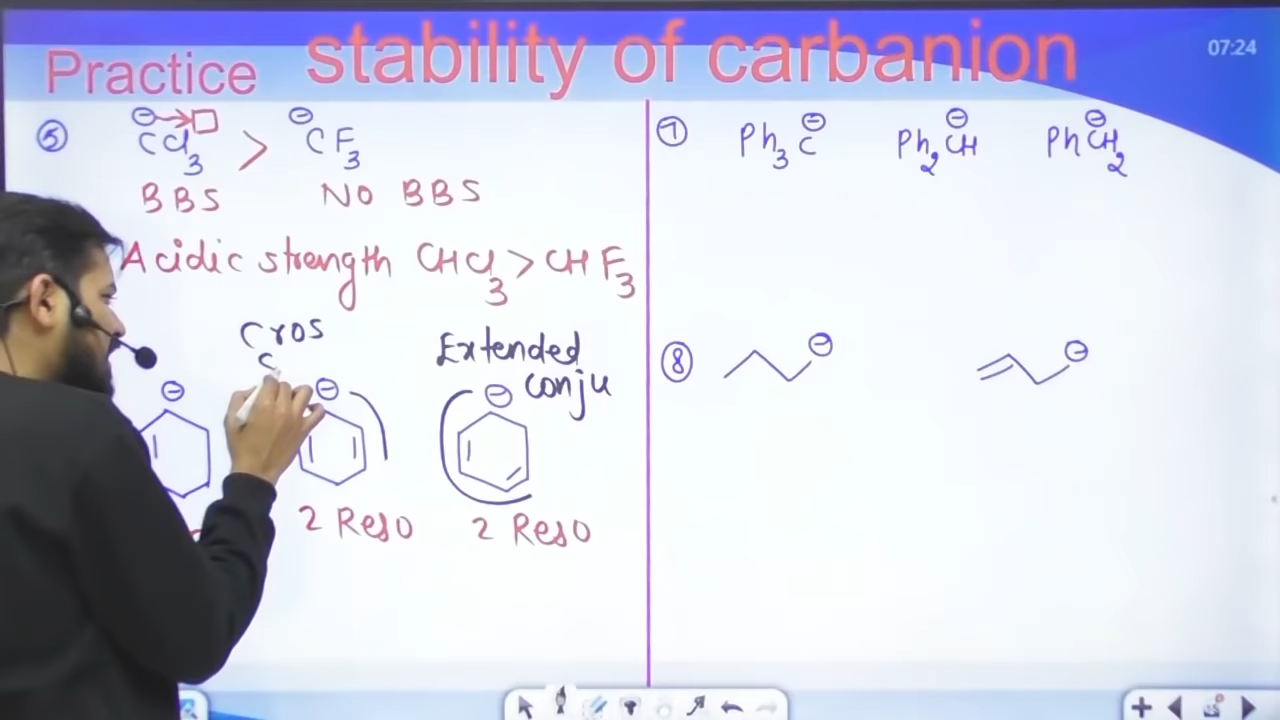 Practice stability of carbanion
07:24
⑤ ⊖CCl3 > ⊖CF3
BBS NO BBS
Acidic strength CHCl3 > CHF3
Cros
Extended
conju
⊖ ⊖ ⊖
2 Reso 2 Reso
⑦ Ph3C⊖ Ph2CH⊖ PhCH2⊖
⑧ ⊖ ⊖